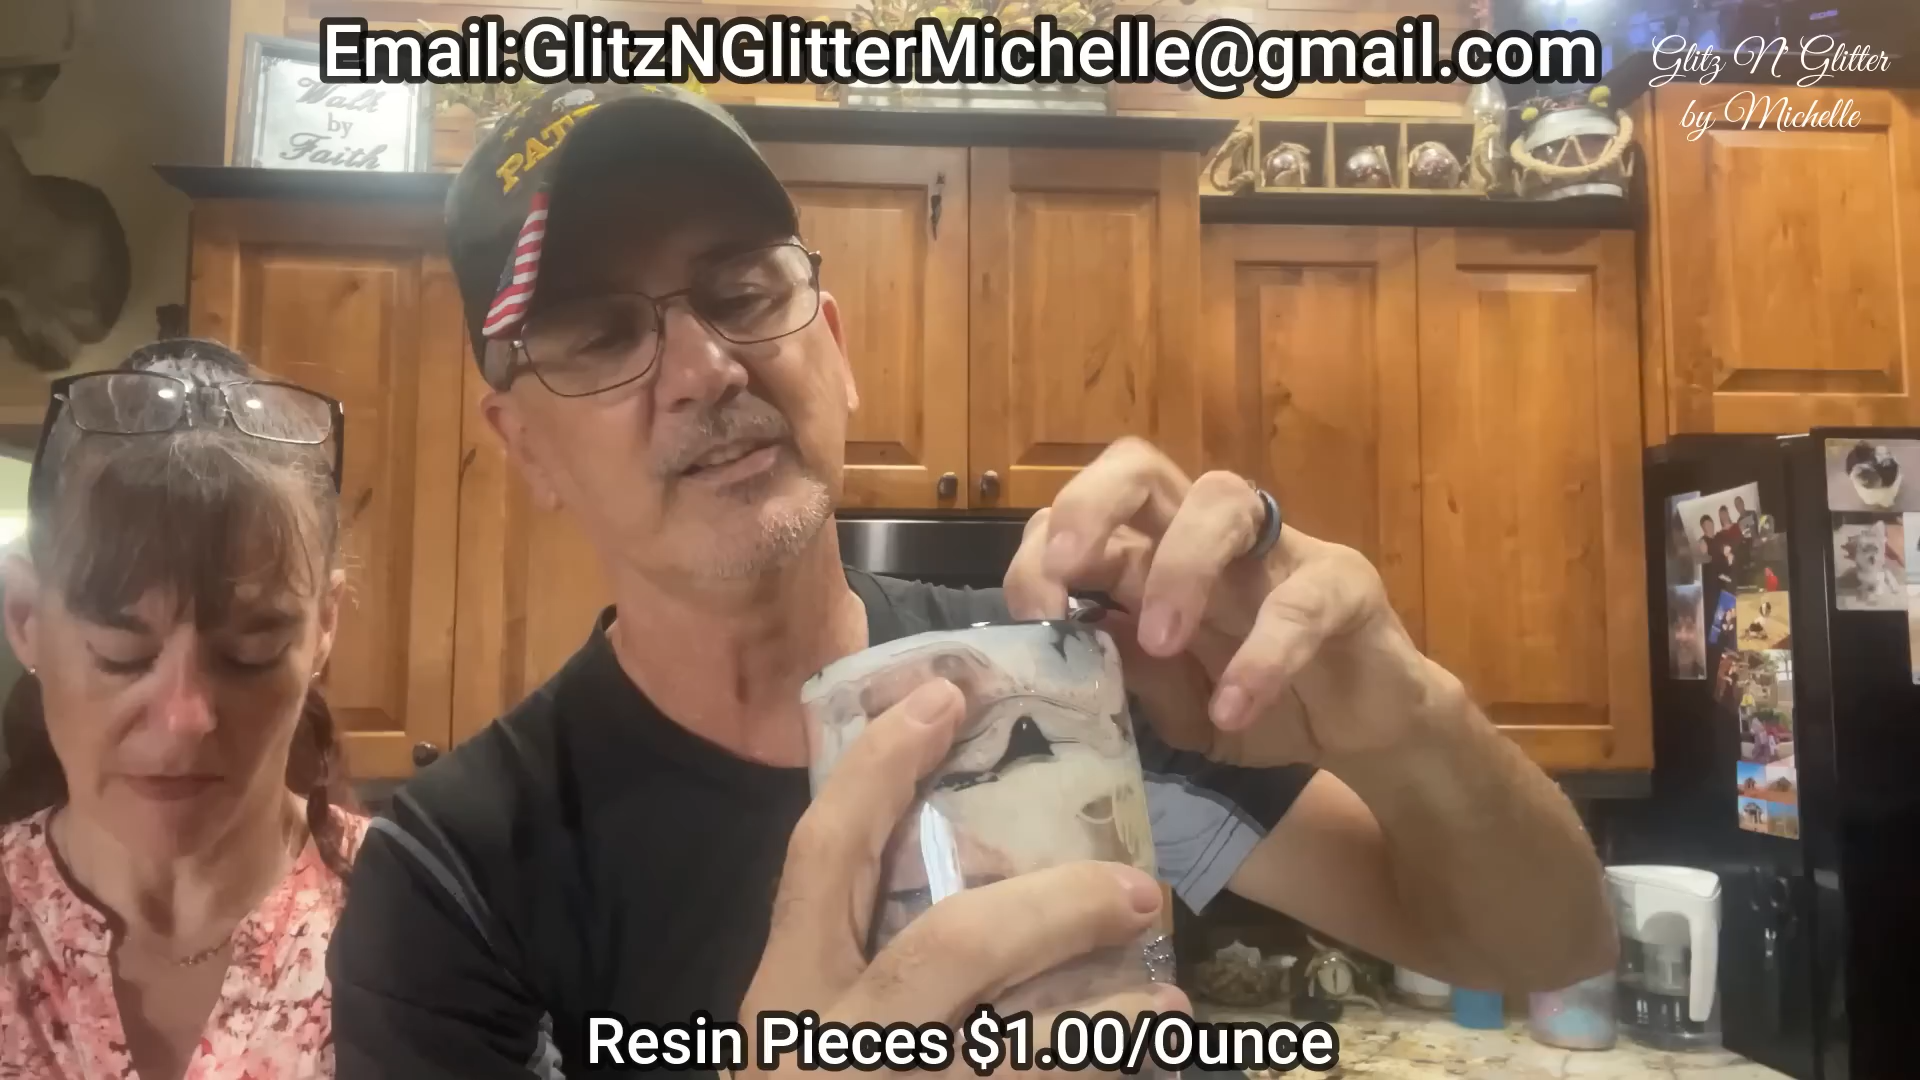 Email:GlitzNGlitterMichelle@gmail.com
Glitz N' Glitter
by Michelle
Walk
by
Faith
Resin Pieces $1.00/Ounce